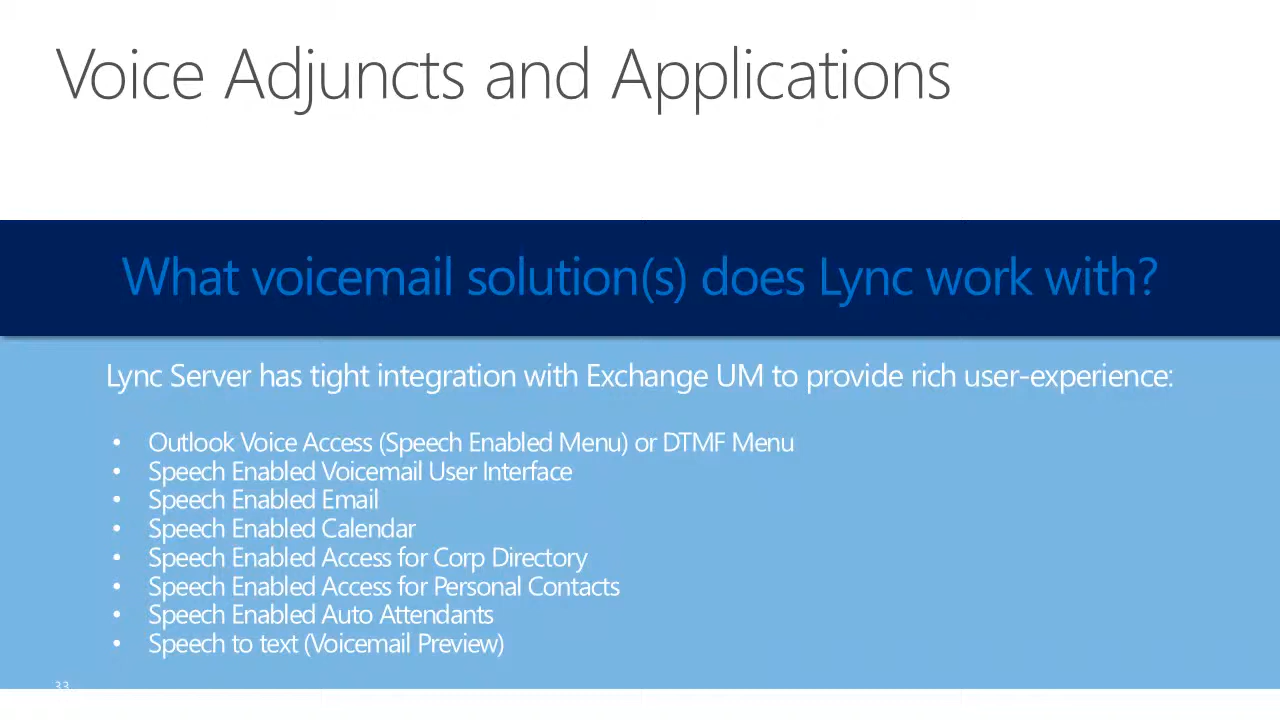 Voice Adjuncts and Applications
What voicemail solution(s) does Lync work with?
Lync Server has tight integration with Exchange UM to provide rich user-experience:
• Outlook Voice Access (Speech Enabled Menu) or DTMF Menu
• Speech Enabled Voicemail User Interface
• Speech Enabled Email
• Speech Enabled Calendar
• Speech Enabled Access for Corp Directory
• Speech Enabled Access for Personal Contacts
• Speech Enabled Auto Attendants
• Speech to text (Voicemail Preview)
33